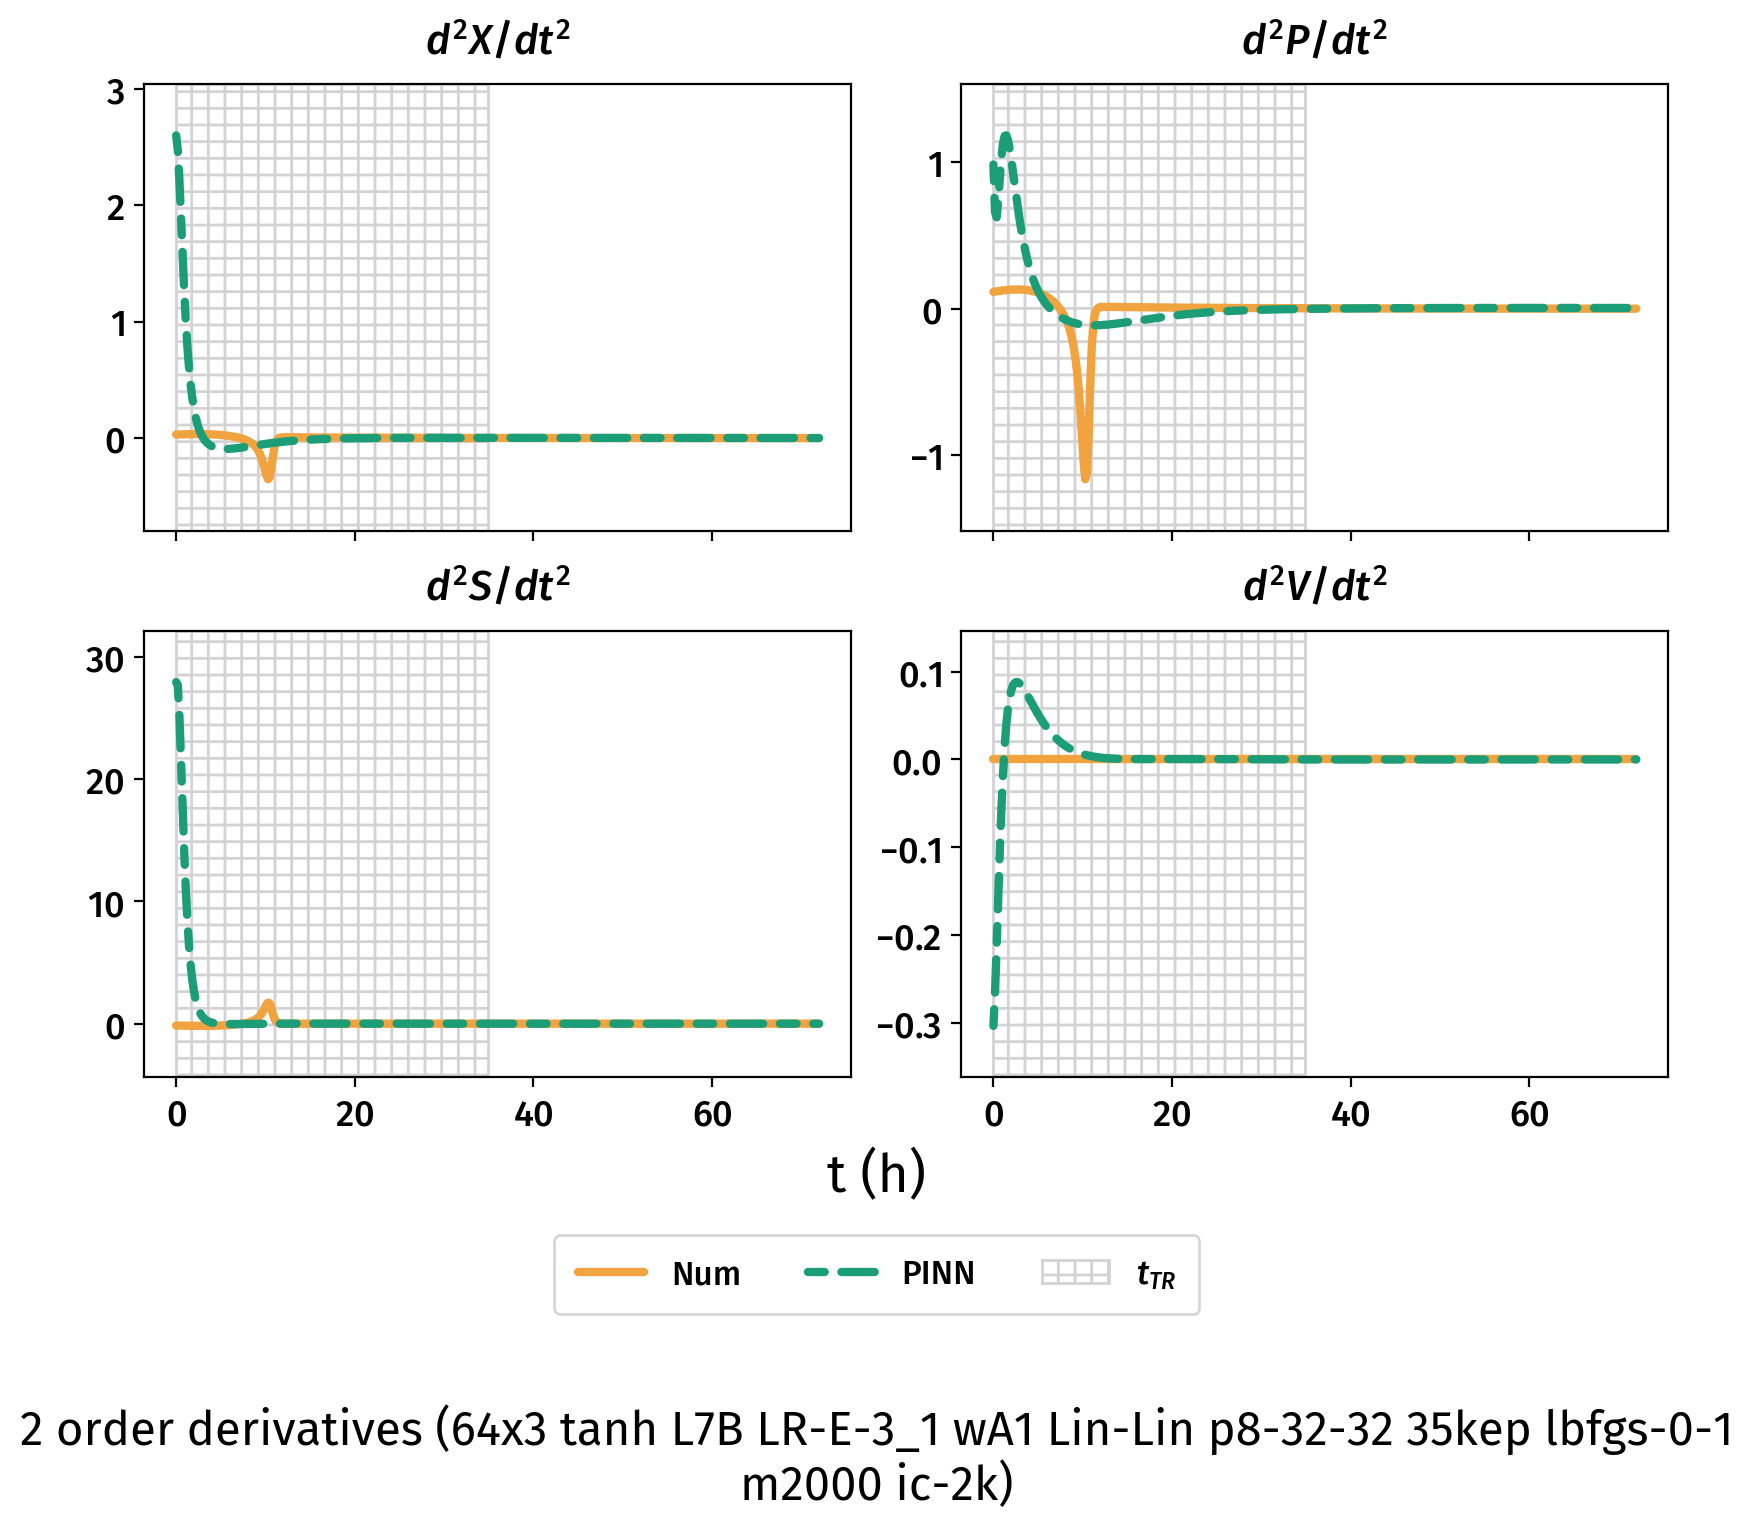 d²X/dt²
d²P/dt²
3
2
1
0
1
0
−1
d²S/dt²
d²V/dt²
30
20
10
0
0.1
0.0
−0.1
−0.2
−0.3
0 20 40 60
0 20 40 60
t (h)
Num PINN t_TR
2 order derivatives (64x3 tanh L7B LR-E-3_1 wA1 Lin-Lin p8-32-32 35kep lbfgs-0-1
m2000 ic-2k)